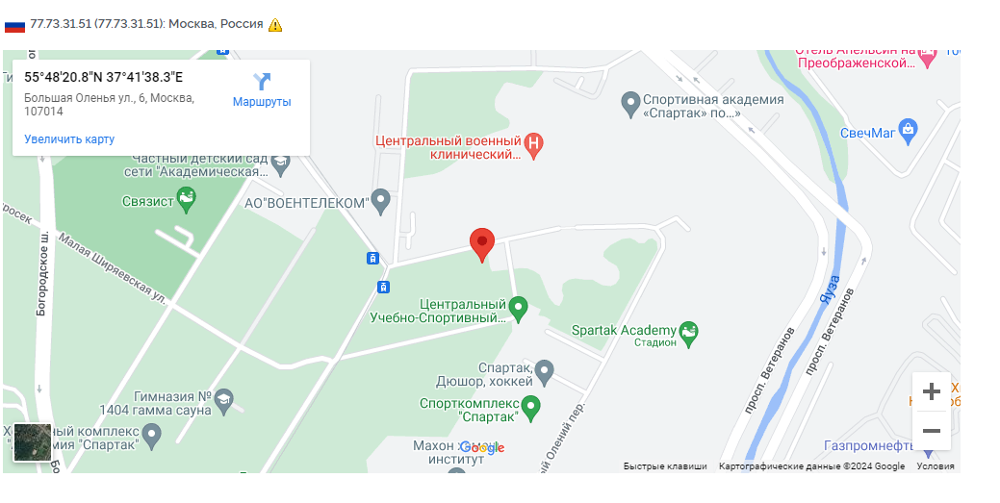 77.73.31.51 (77.73.31.51): Москва, Россия
55°48'20.8"N 37°41'38.3"E
Большая Оленья ул., 6, Москва,
107014
Маршруты
Увеличить карту
Отель Апельсин на
Преображенской...
Спортивная академия
«Спартак» по...»
СвечМаг
Центральный военный
клинический...
Частный детский сад
сети "Академическая...
Связист
АО"ВОЕНТЕЛЕКОМ"
Малая Ширяевская ул.
Богородское ш.
Яуза
Центральный
Учебно-Спортивный...
Spartak Academy
Стадион
просп. Ветеранов
просп. Ветеранов
Спартак,
Дюшор, хоккей
Гимназия №
1404 гамма сауна
Спорткомплекс
"Спартак"
комплекс
"Спартак"
Махон
институт
Google
Олений пер.
Газпромнефть
Быстрые клавиши
Картографические данные ©2024 Google
Условия